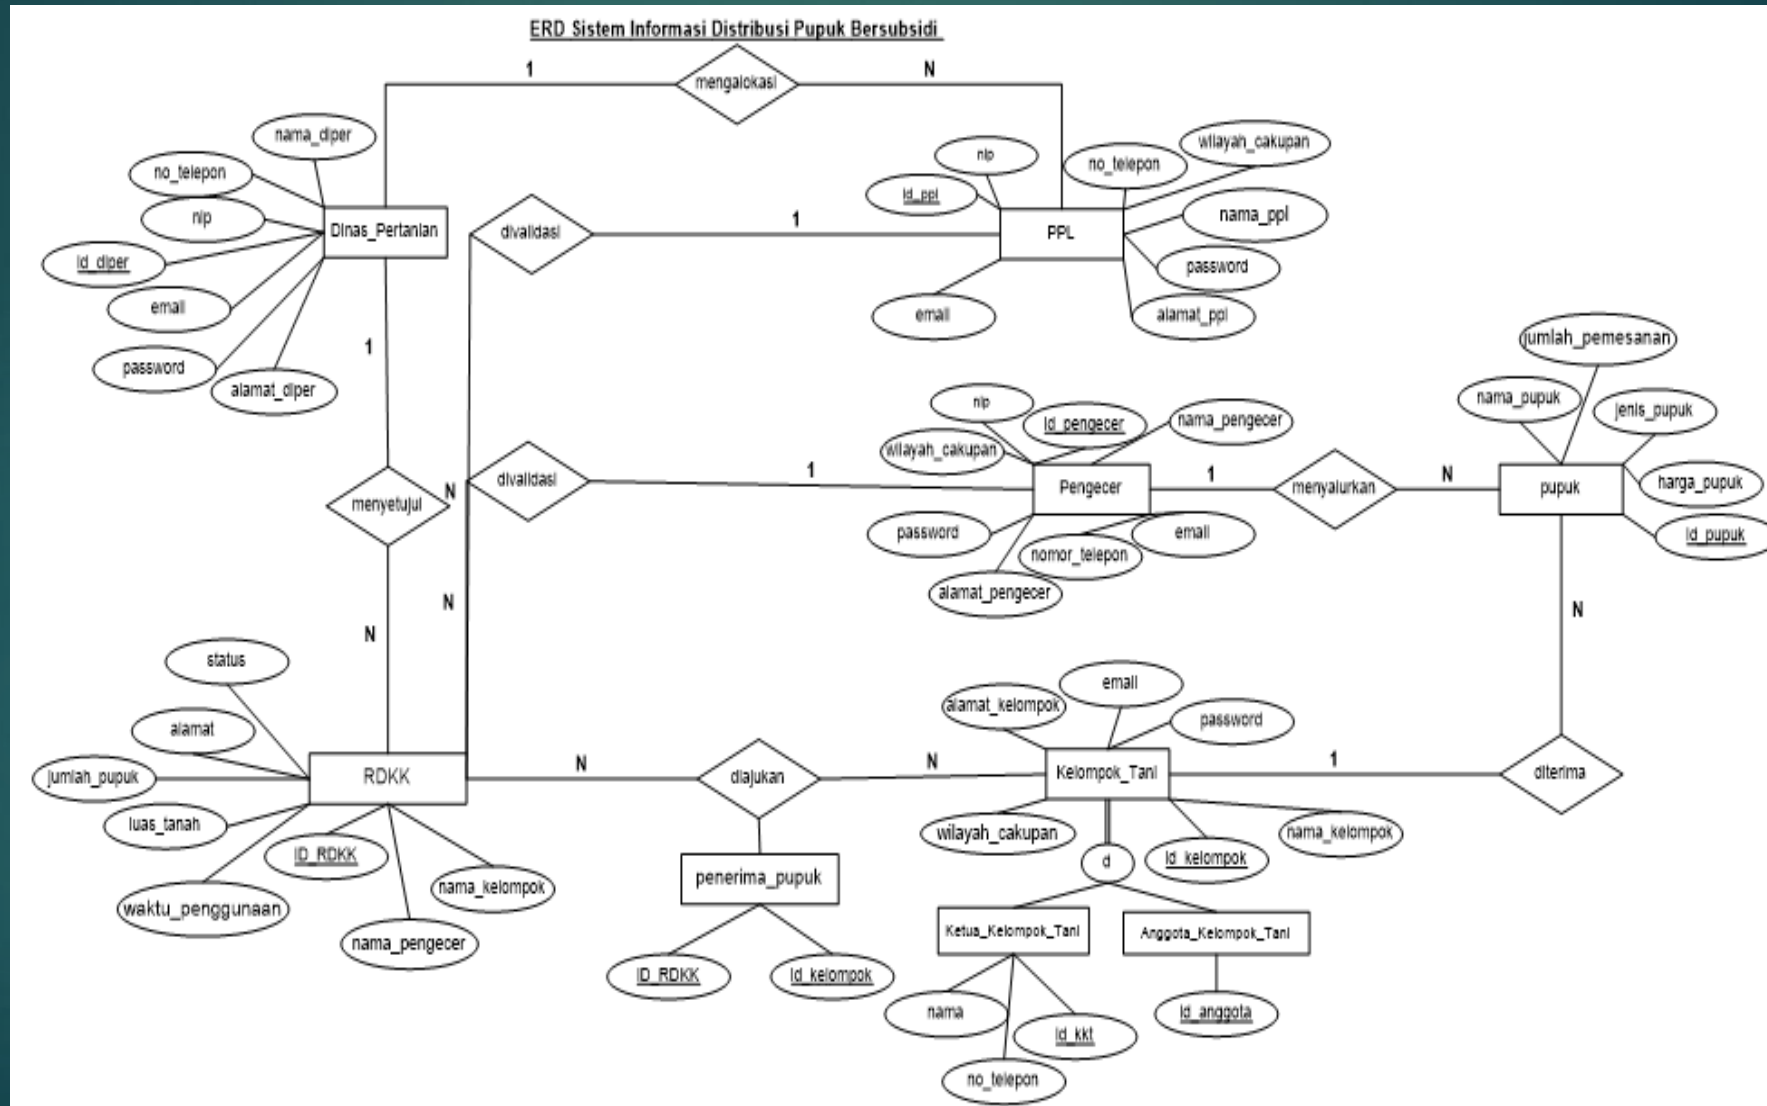 ERD Sistem Informasi Distribusi Pupuk Bersubsidi
1
mengalokasi
N
nama_diper
no_telepon
nip
id_diper
email
password
alamat_diper
Dinas_Pertanian
divalidasi
1
nip
id_ppl
no_telepon
wilayah_cakupan
nama_ppl
password
alamat_ppl
email
PPL
1
menyetujui
N
N
N
divalidasi
1
nip
id_pengecer
nama_pengecer
wilayah_cakupan
Pengecer
password
nomor_telepon
email
alamat_pengecer
1
menyalurkan
N
jumlah_pemesanan
nama_pupuk
jenis_pupuk
harga_pupuk
id_pupuk
pupuk
N
status
alamat
jumlah_pupuk
luas_tanah
waktu_penggunaan
ID_RDKK
nama_pengecer
nama_kelompok
RDKK
N
diajukan
N
penerima_pupuk
ID_RDKK
id_kelompok
alamat_kelompok
email
password
Kelompok_Tani
wilayah_cakupan
id_kelompok
nama_kelompok
1
diterima
d
Ketua_Kelompok_Tani
Anggota_Kelompok_Tani
nama
id_kkt
no_telepon
id_anggota